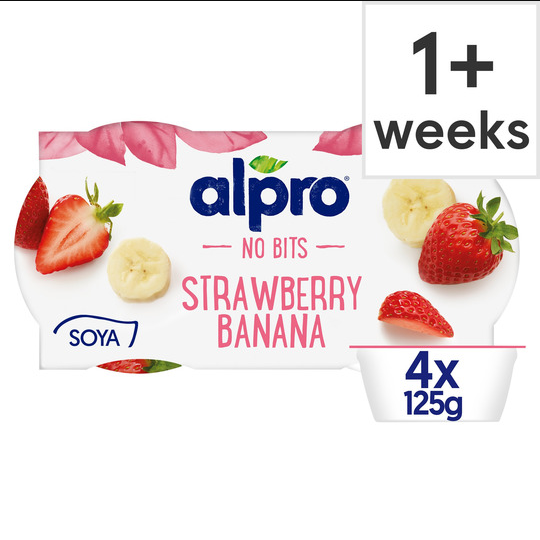 1+
weeks
alpro®
NO BITS
STRAWBERRY
BANANA
SOYA
4x
125g